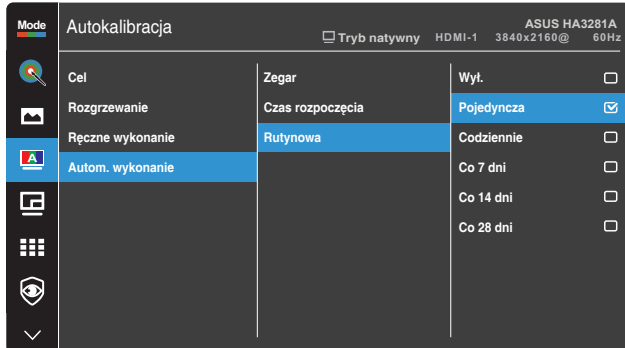 Mode
Autokalibracja
ASUS HA3281A
Tryb natywny HDMI-1 3840x2160@ 60Hz
Cel
Rozgrzewanie
Ręczne wykonanie
Autom. wykonanie
Zegar
Czas rozpoczęcia
Rutynowa
Wył.
Pojedyncza
Codziennie
Co 7 dni
Co 14 dni
Co 28 dni
A